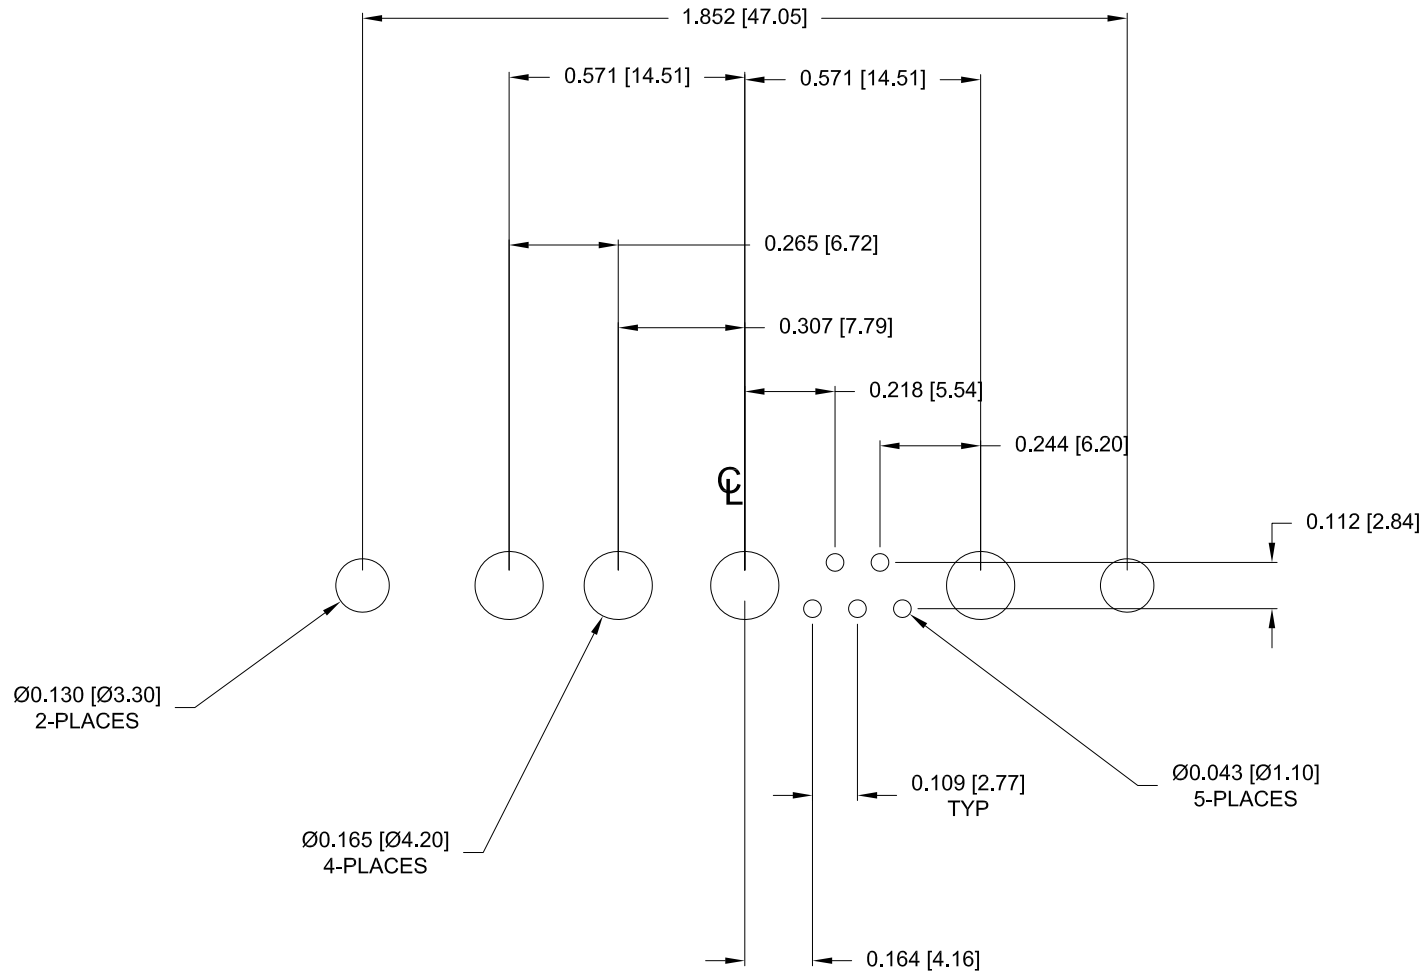 1.852 [47.05]
0.571 [14.51]
0.571 [14.51]
0.265 [6.72]
0.307 [7.79]
0.218 [5.54]
0.244 [6.20]
℄
0.112 [2.84]
Ø0.130 [Ø3.30]
2-PLACES
Ø0.043 [Ø1.10]
5-PLACES
0.109 [2.77]
TYP
Ø0.165 [Ø4.20]
4-PLACES
0.164 [4.16]